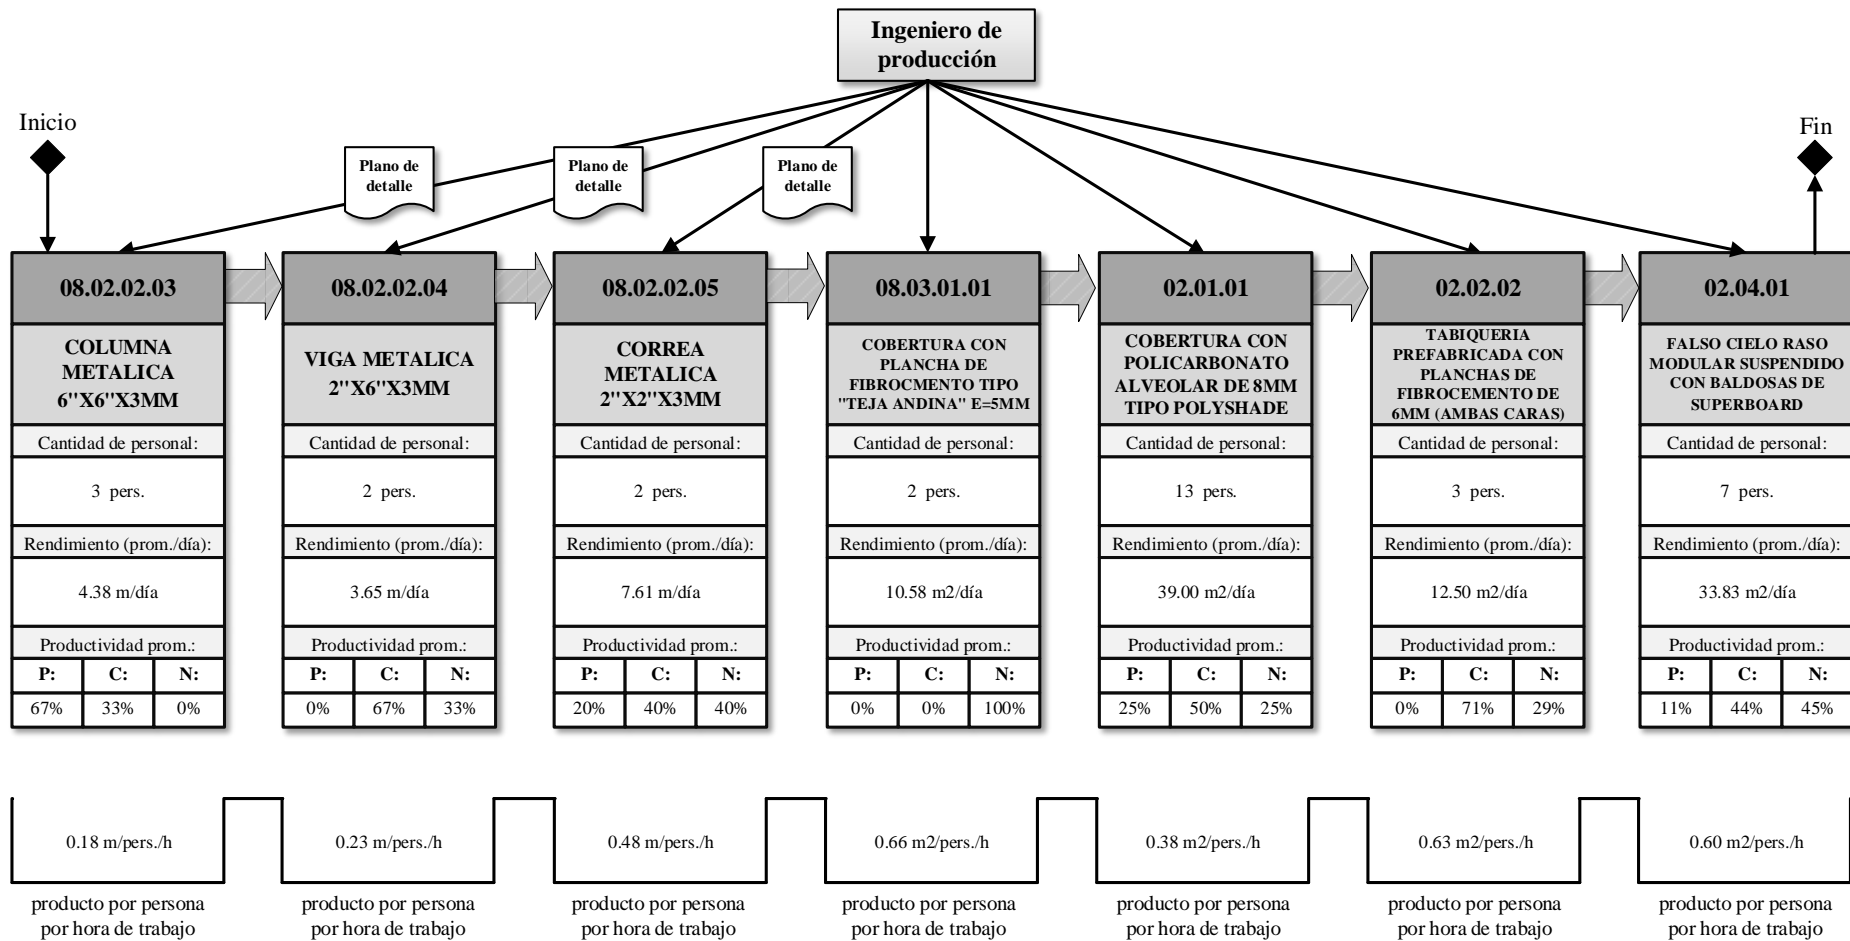 Ingeniero de
producción
Inicio
Fin
Plano de
detalle
Plano de
detalle
Plano de
detalle
08.02.02.03
COLUMNA
METALICA
6"X6"X3MM
Cantidad de personal:
3 pers.
Rendimiento (prom./día):
4.38 m/día
Productividad prom.:
P: C: N:
67% 33% 0%
08.02.02.04
VIGA METALICA
2"X6"X3MM
Cantidad de personal:
2 pers.
Rendimiento (prom./día):
3.65 m/día
Productividad prom.:
P: C: N:
0% 67% 33%
08.02.02.05
CORREA
METALICA
2"X2"X3MM
Cantidad de personal:
2 pers.
Rendimiento (prom./día):
7.61 m/día
Productividad prom.:
P: C: N:
20% 40% 40%
08.03.01.01
COBERTURA CON
PLANCHA DE
FIBROCMENTO TIPO
"TEJA ANDINA" E=5MM
Cantidad de personal:
2 pers.
Rendimiento (prom./día):
10.58 m2/día
Productividad prom.:
P: C: N:
0% 0% 100%
02.01.01
COBERTURA CON
POLICARBONATO
ALVEOLAR DE 8MM
TIPO POLYSHADE
Cantidad de personal:
13 pers.
Rendimiento (prom./día):
39.00 m2/día
Productividad prom.:
P: C: N:
25% 50% 25%
02.02.02
TABIQUERIA
PREFABRICADA CON
PLANCHAS DE
FIBROCEMENTO DE
6MM (AMBAS CARAS)
Cantidad de personal:
3 pers.
Rendimiento (prom./día):
12.50 m2/día
Productividad prom.:
P: C: N:
0% 71% 29%
02.04.01
FALSO CIELO RASO
MODULAR SUSPENDIDO
CON BALDOSAS DE
SUPERBOARD
Cantidad de personal:
7 pers.
Rendimiento (prom./día):
33.83 m2/día
Productividad prom.:
P: C: N:
11% 44% 45%
0.18 m/pers./h
producto por persona
por hora de trabajo
0.23 m/pers./h
producto por persona
por hora de trabajo
0.48 m/pers./h
producto por persona
por hora de trabajo
0.66 m2/pers./h
producto por persona
por hora de trabajo
0.38 m2/pers./h
producto por persona
por hora de trabajo
0.63 m2/pers./h
producto por persona
por hora de trabajo
0.60 m2/pers./h
producto por persona
por hora de trabajo